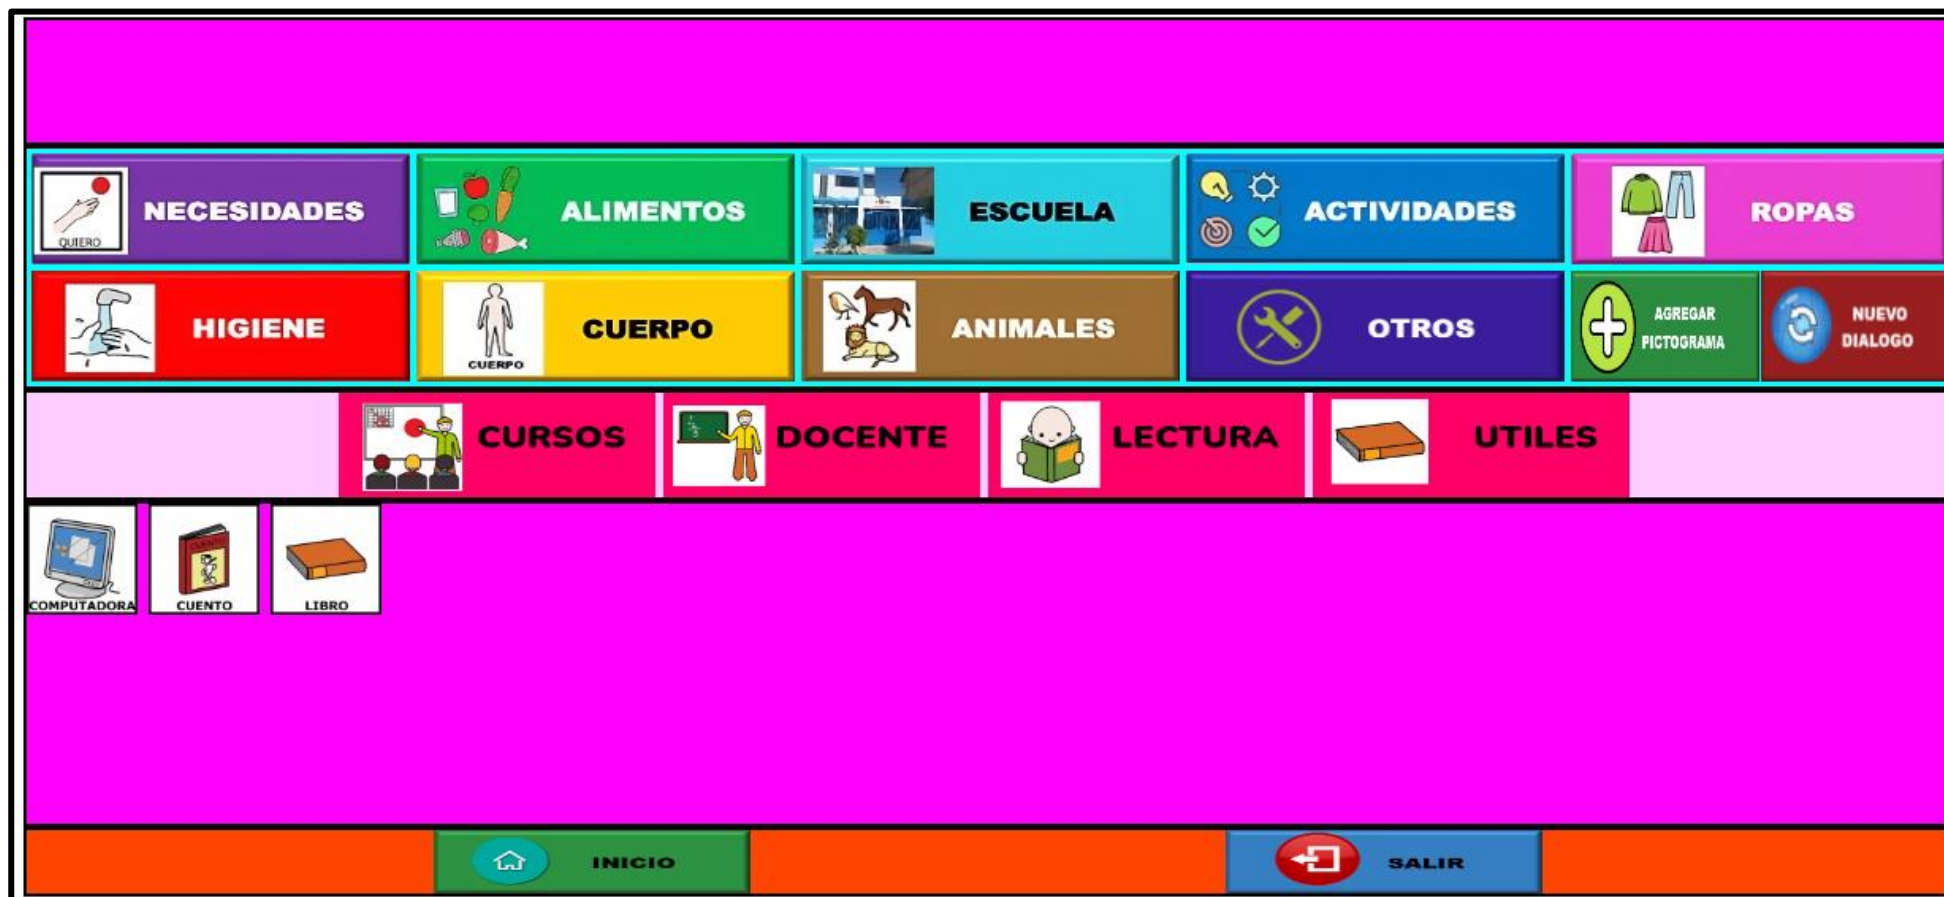 QUIERO
NECESIDADES
ALIMENTOS
ESCUELA
ACTIVIDADES
ROPAS
HIGIENE
CUERPO
CUERPO
ANIMALES
OTROS
AGREGAR
PICTOGRAMA
NUEVO
DIALOGO
CURSOS
DOCENTE
LECTURA
UTILES
COMPUTADORA
CUENTO
CUENTO
LIBRO
INICIO
SALIR